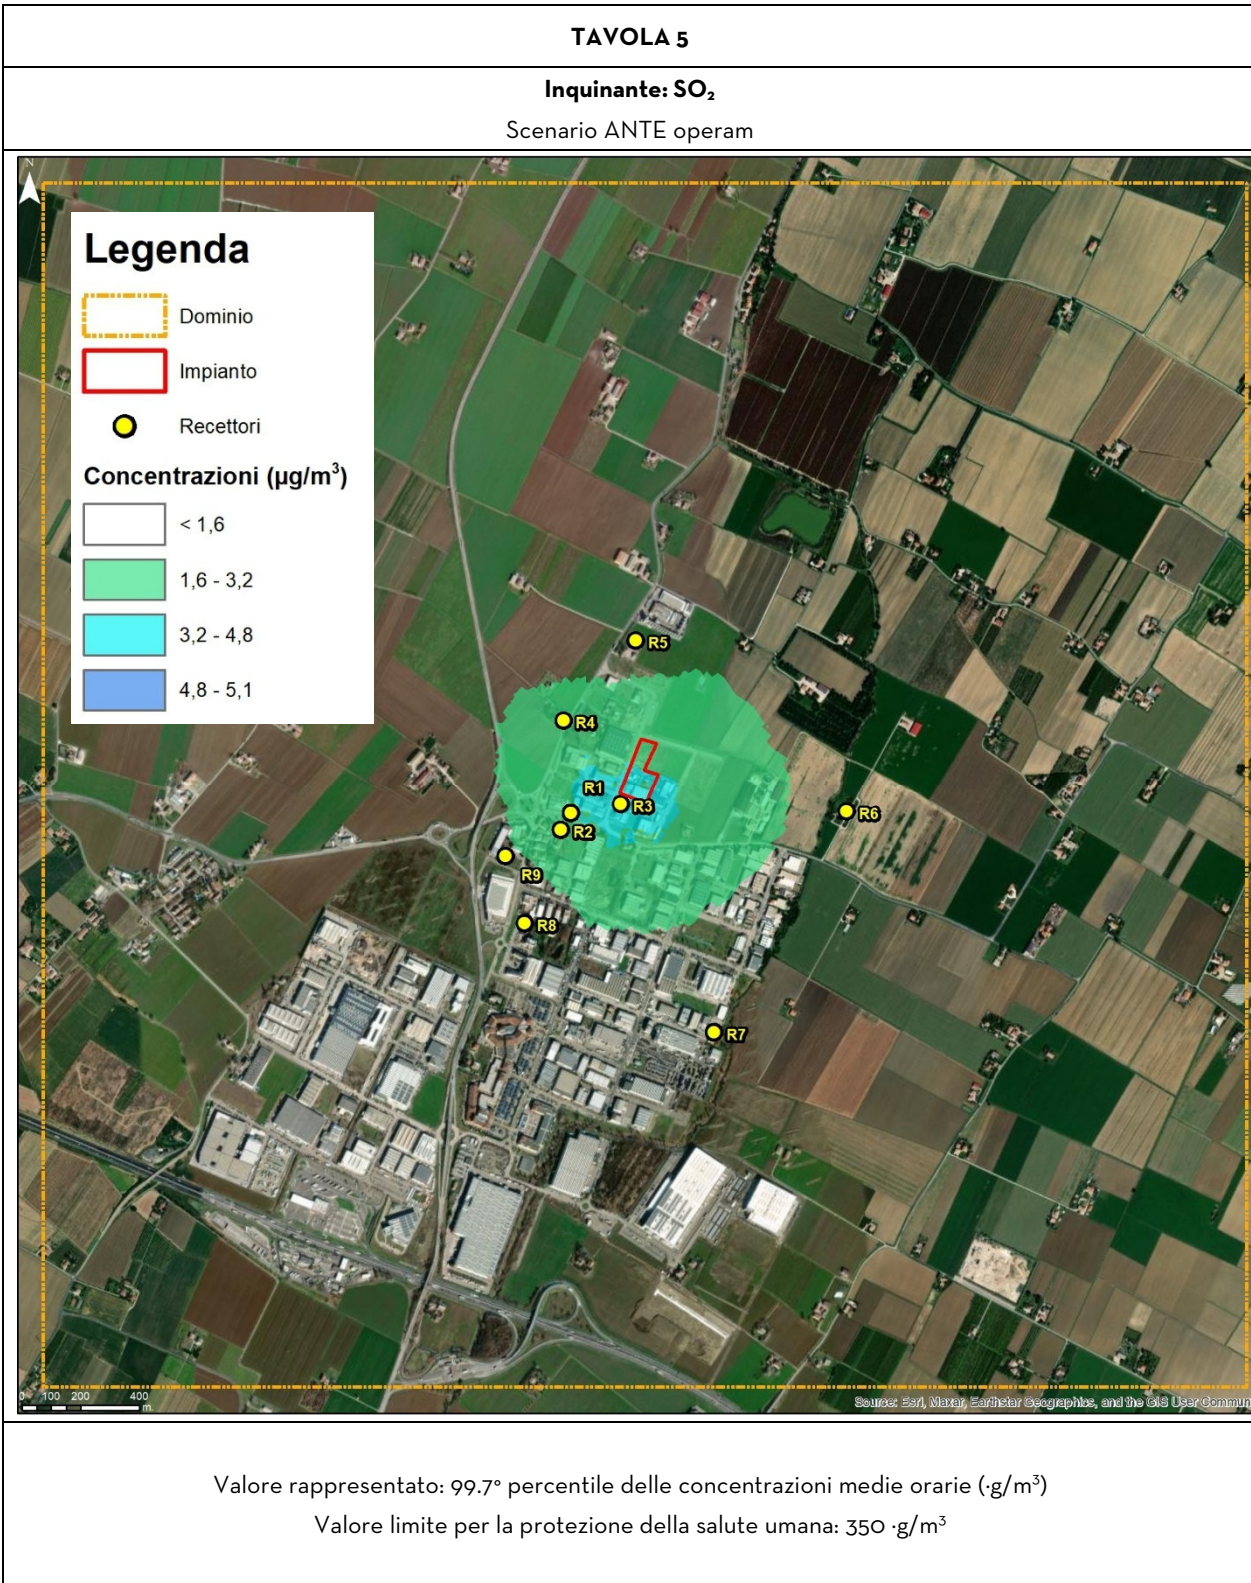 TAVOLA 5
Inquinante: SO₂
Scenario ANTE operam
N
Legenda
Dominio
Impianto
Recettori
Concentrazioni (µg/m³)
< 1,6
1,6 - 3,2
3,2 - 4,8
4,8 - 5,1
R5
R4
R1
R3
R2
R6
R9
R8
R7
0 100 200 400
m
Source: Esri, Maxar, Earthstar Geographics, and the GIS User Commun
Valore rappresentato: 99.7° percentile delle concentrazioni medie orarie (·g/m³)
Valore limite per la protezione della salute umana: 350 ·g/m³